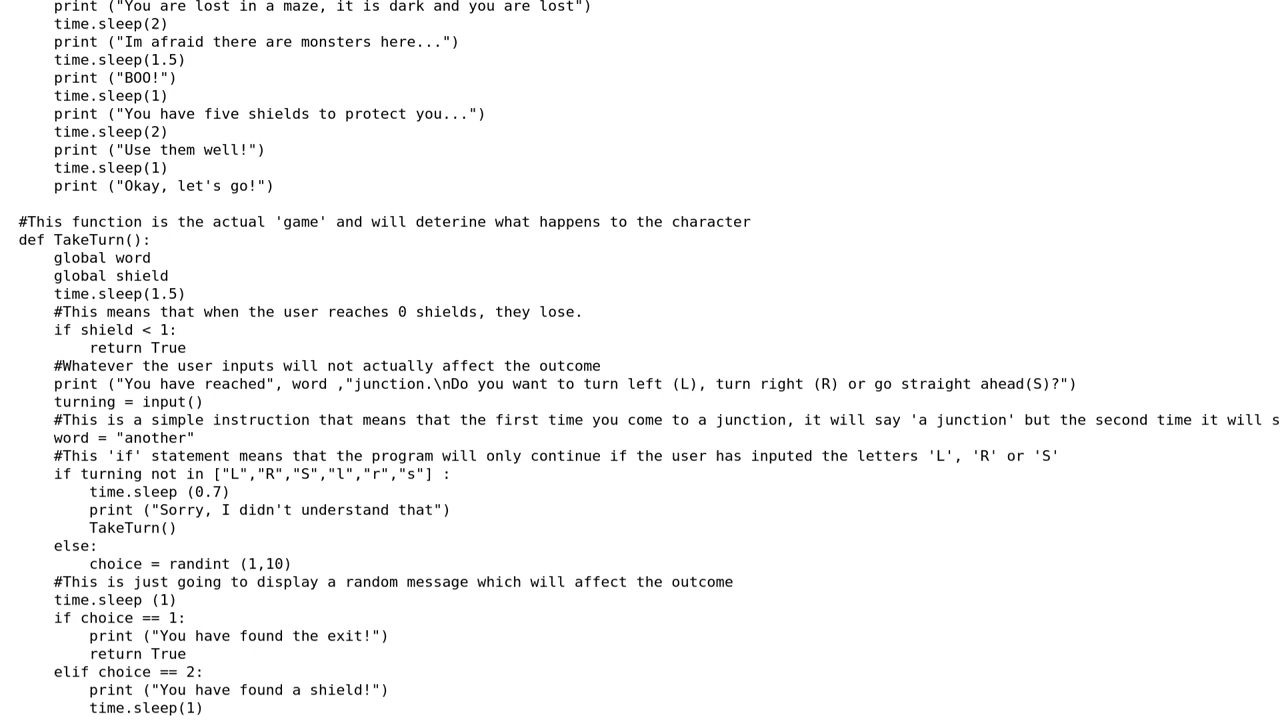 print ("You are lost in a maze, it is dark and you are lost")
time.sleep(2)
print ("Im afraid there are monsters here...")
time.sleep(1.5)
print ("BOO!")
time.sleep(1)
print ("You have five shields to protect you...")
time.sleep(2)
print ("Use them well!")
time.sleep(1)
print ("Okay, let's go!")
#This function is the actual 'game' and will deterine what happens to the character
def TakeTurn():
global word
global shield
time.sleep(1.5)
#This means that when the user reaches 0 shields, they lose.
if shield < 1:
return True
#Whatever the user inputs will not actually affect the outcome
print ("You have reached", word ,"junction.\nDo you want to turn left (L), turn right (R) or go straight ahead(S)?")
turning = input()
#This is a simple instruction that means that the first time you come to a junction, it will say 'a junction' but the second time it will s
word = "another"
#This 'if' statement means that the program will only continue if the user has inputed the letters 'L', 'R' or 'S'
if turning not in ["L","R","S","l","r","s"] :
time.sleep (0.7)
print ("Sorry, I didn't understand that")
TakeTurn()
else:
choice = randint (1,10)
#This is just going to display a random message which will affect the outcome
time.sleep (1)
if choice == 1:
print ("You have found the exit!")
return True
elif choice == 2:
print ("You have found a shield!")
time.sleep(1)